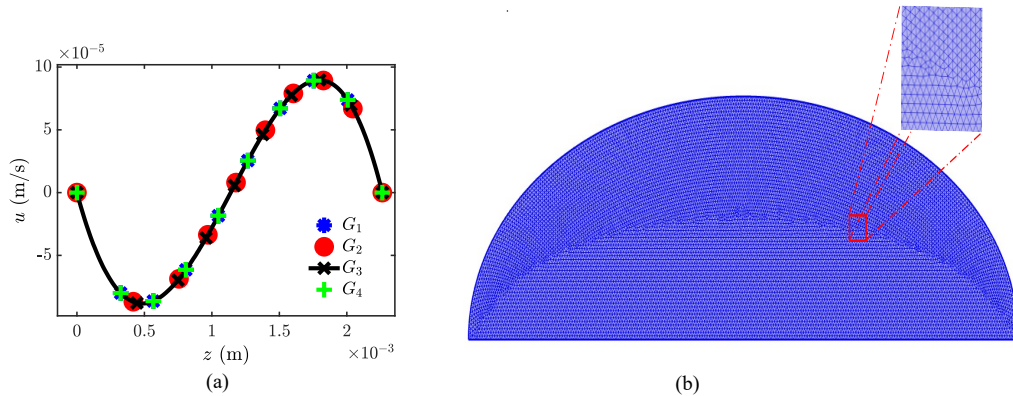 ×10⁻⁵
10
5
0
-5
u (m/s)
G₁
G₂
G₃
G₄
0 0.5 1 1.5 2
z (m) ×10⁻³
(a) (b)